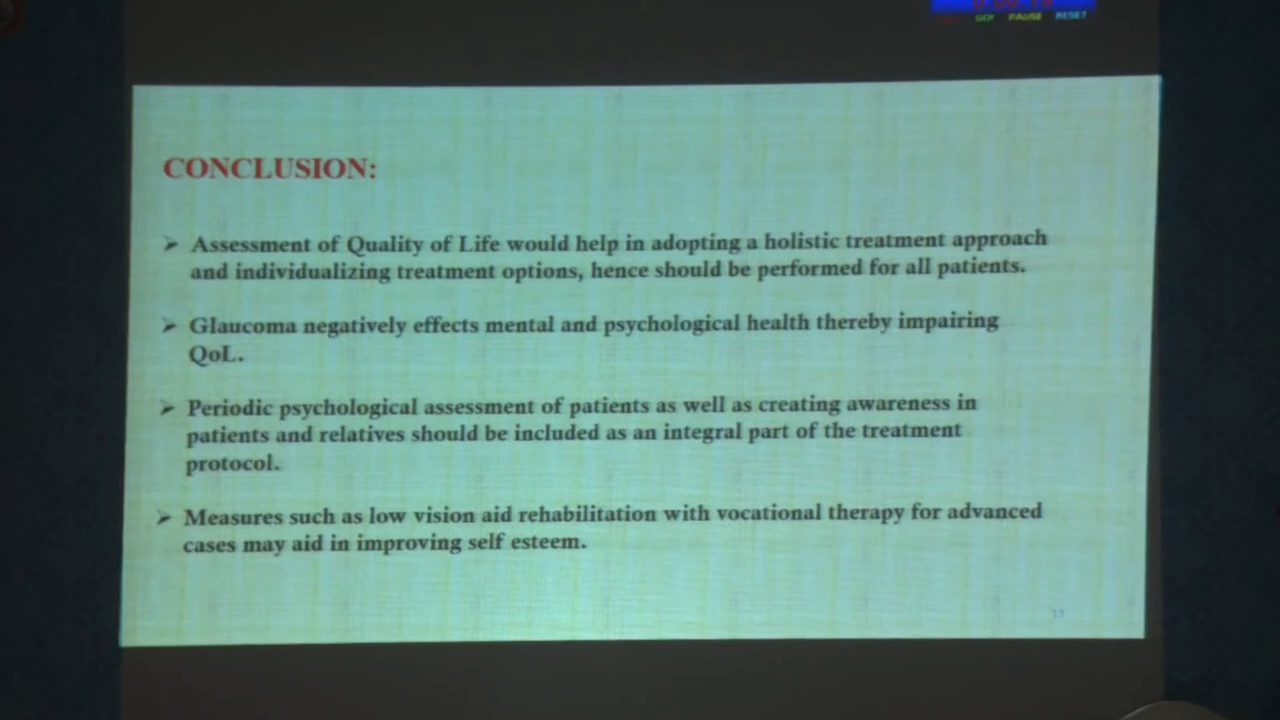 GO! PAUSE RESET
CONCLUSION:
➢ Assessment of Quality of Life would help in adopting a holistic treatment approach
and individualizing treatment options, hence should be performed for all patients.
➢ Glaucoma negatively effects mental and psychological health thereby impairing
QoL.
➢ Periodic psychological assessment of patients as well as creating awareness in
patients and relatives should be included as an integral part of the treatment
protocol.
➢ Measures such as low vision aid rehabilitation with vocational therapy for advanced
cases may aid in improving self esteem.